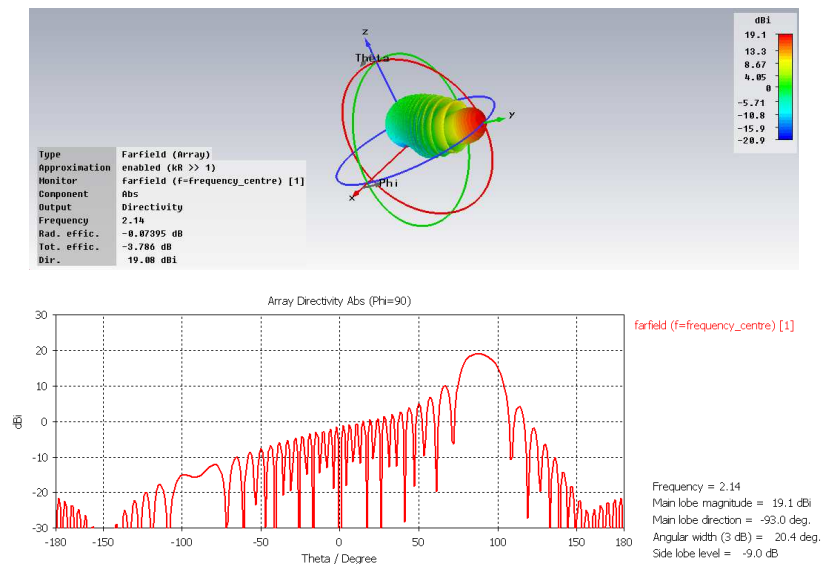 dBi
19.1
13.3
8.67
4.05
0
-5.71
-10.8
-15.9
-20.9
z
Theta
y
Phi
x
Type Farfield (Array)
Approximation enabled (kR >> 1)
Monitor farfield (f=frequency_centre) [1]
Component Abs
Output Directivity
Frequency 2.14
Rad. effic. -0.07395 dB
Tot. effic. -3.786 dB
Dir. 19.08 dBi
Array Directivity Abs (Phi=90)
farfield (f=frequency_centre) [1]
30
20
10
0
-10
-20
-30
dBi
-180 -150 -100 -50 0 50 100 150 180
Theta / Degree
Frequency = 2.14
Main lobe magnitude = 19.1 dBi
Main lobe direction = -93.0 deg.
Angular width (3 dB) = 20.4 deg.
Side lobe level = -9.0 dB